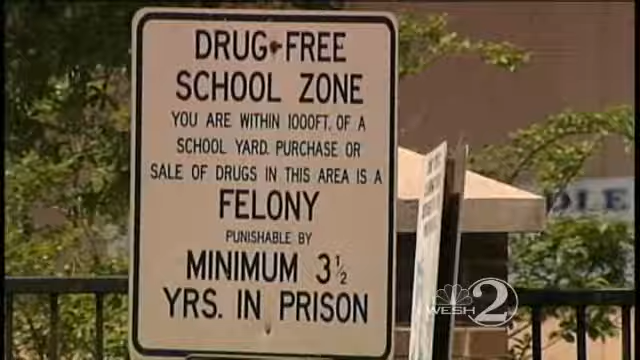 DRUG FREE
SCHOOL ZONE
YOU ARE WITHIN 1000FT. OF A
SCHOOL YARD. PURCHASE OR
SALE OF DRUGS IN THIS AREA IS A
FELONY
PUNISHABLE BY
MINIMUM 3½
YRS. IN PRISON
DLE
WESH 2